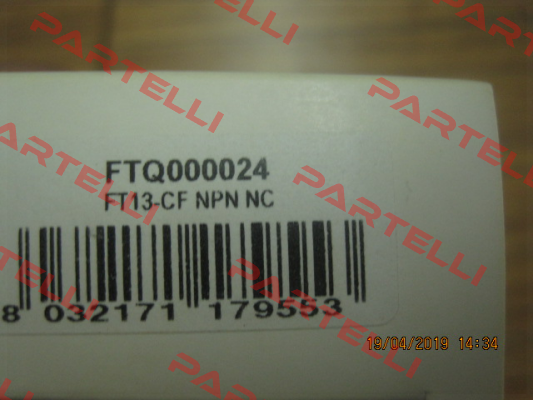 PARTELLI
PARTELLI
PARTELLI
PARTELLI
FTQ000024
FT13-CF NPN NC
PARTELLI
8 032171 179553
PARTELLI
19/04/2019 14:34
PARTELLI